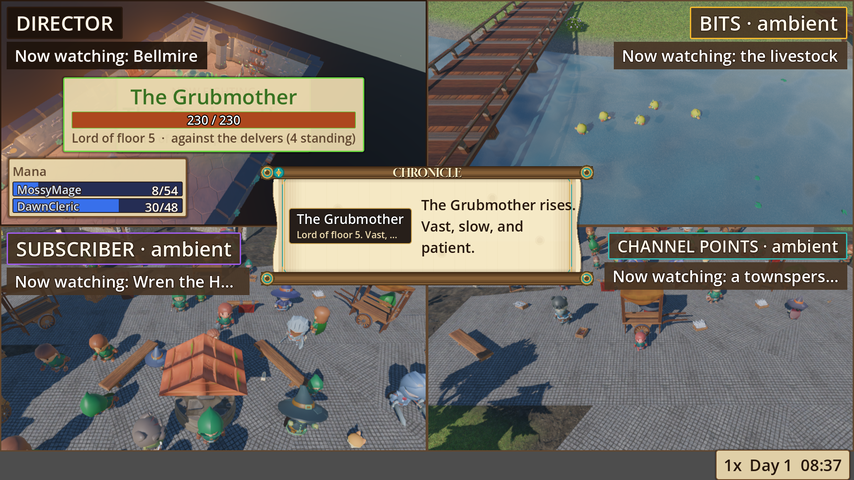 DIRECTOR
Now watching: Bellmire
The Grubmother
230 / 230
Lord of floor 5 · against the delvers (4 standing)
Mana
MossyMage 8/54
DawnCleric 30/48
BITS · ambient
Now watching: the livestock
CHRONICLE
The Grubmother
Lord of floor 5. Vast, ...
The Grubmother rises.
Vast, slow, and
patient.
SUBSCRIBER · ambient
Now watching: Wren the H...
CHANNEL POINTS · ambient
Now watching: a townspers...
1x Day 1 08:37